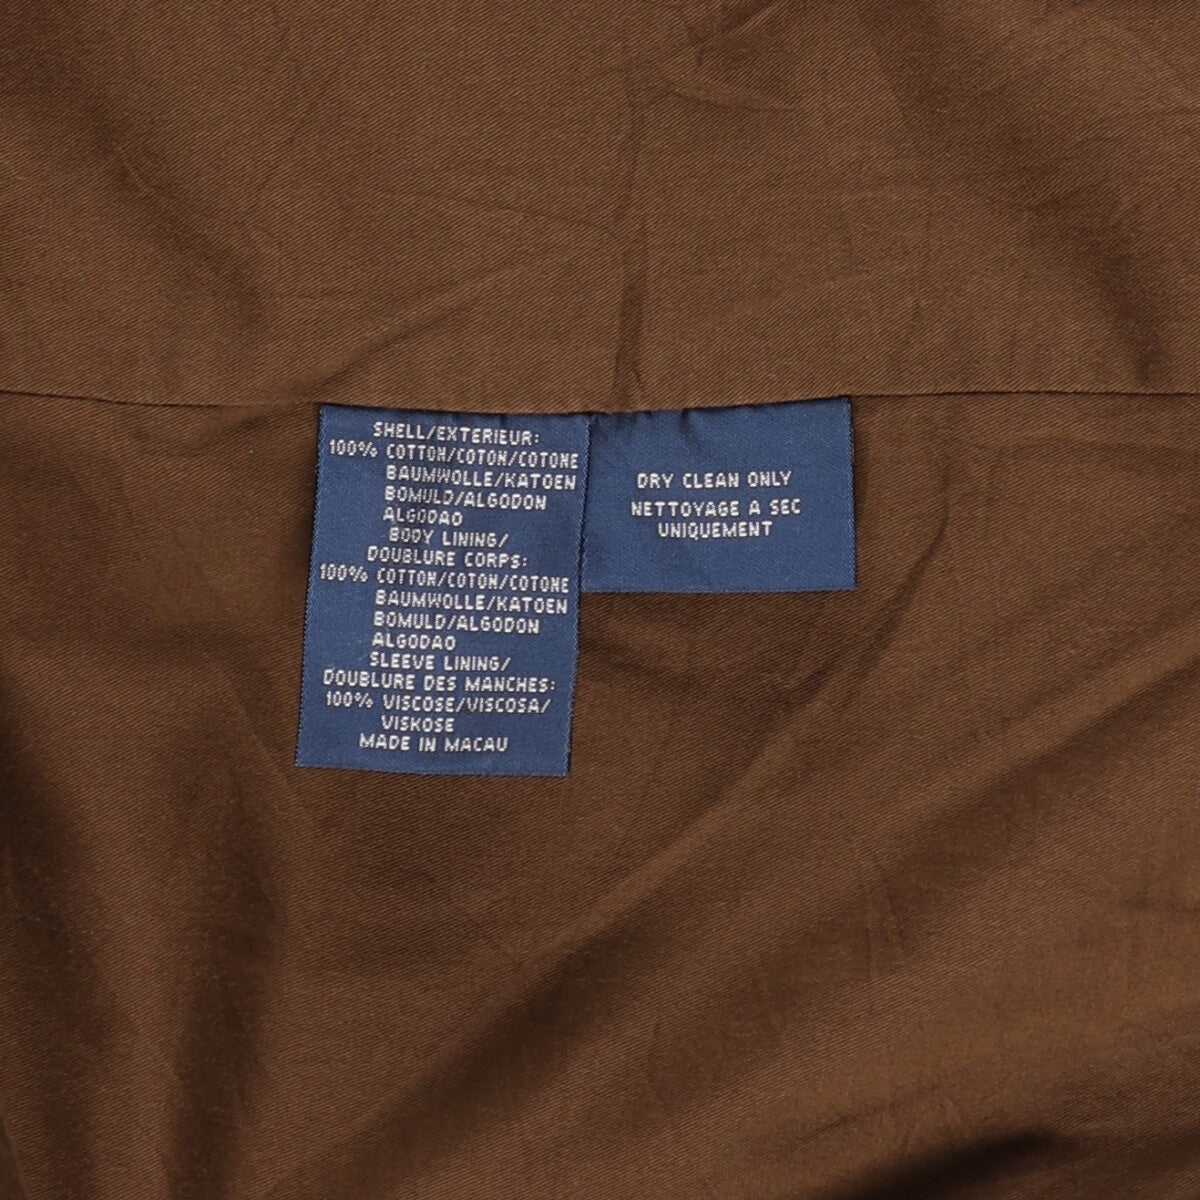 SHELL/EXTERIEUR:
100% COTTON/COTON/COTONE
BAUMWOLLE/KATOEN
BOMULD/ALGODON
ALGODAO
BODY LINING/
DOUBLURE CORPS:
100% COTTON/COTON/COTONE
BAUMWOLLE/KATOEN
BOMULD/ALGODON
ALGODAO
SLEEVE LINING/
DOUBLURE DES MANCHES:
100% VISCOSE/VISCOSA/
VISKOSE
MADE IN MACAU
DRY CLEAN ONLY
NETTOYAGE A SEC
UNIQUEMENT